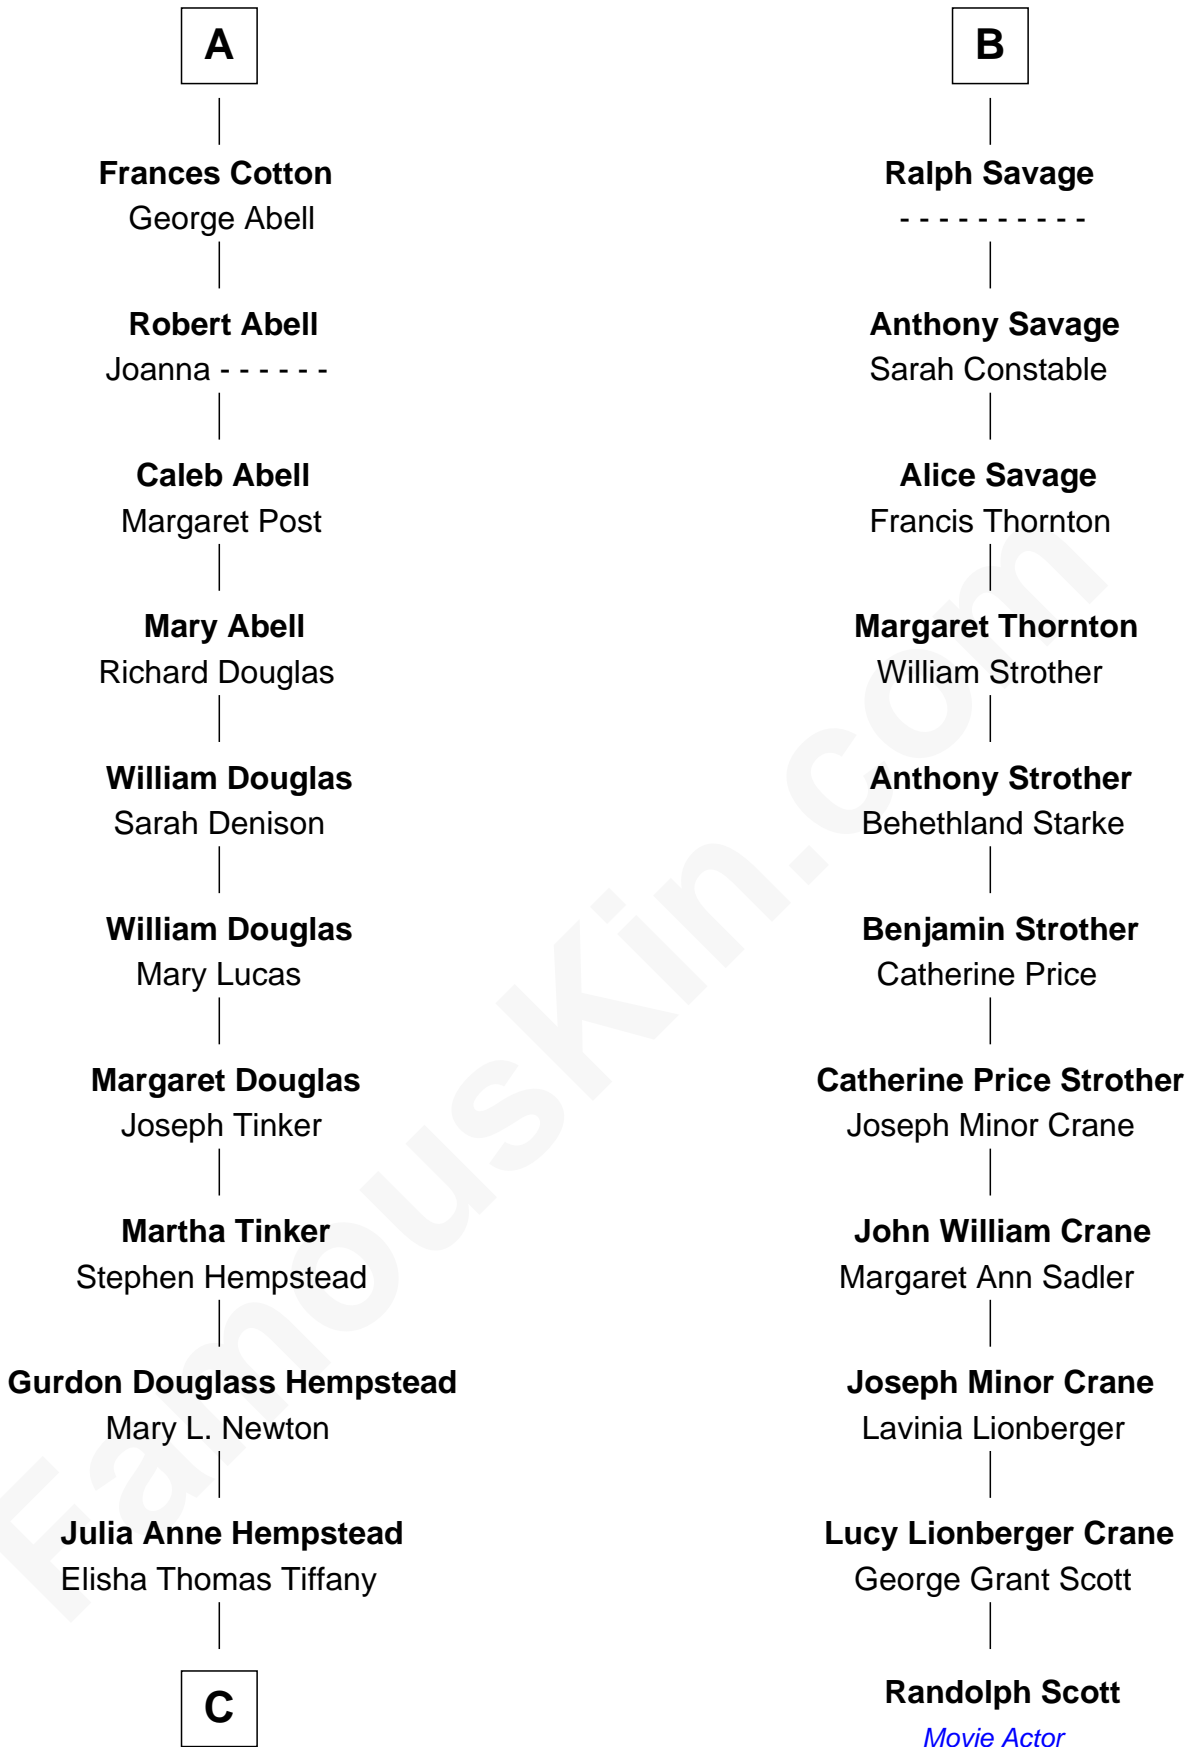 A
Frances Cotton
George Abell
Robert Abell
Joanna - - - - - -
Caleb Abell
Margaret Post
Mary Abell
Richard Douglas
William Douglas
Sarah Denison
William Douglas
Mary Lucas
Margaret Douglas
Joseph Tinker
Martha Tinker
Stephen Hempstead
Gurdon Douglass Hempstead
Mary L. Newton
Julia Anne Hempstead
Elisha Thomas Tiffany
C
B
Ralph Savage
- - - - - - - - - -
Anthony Savage
Sarah Constable
Alice Savage
Francis Thornton
Margaret Thornton
William Strother
Anthony Strother
Behethland Starke
Benjamin Strother
Catherine Price
Catherine Price Strother
Joseph Minor Crane
John William Crane
Margaret Ann Sadler
Joseph Minor Crane
Lavinia Lionberger
Lucy Lionberger Crane
George Grant Scott
Randolph Scott
Movie Actor
FamousKin.com